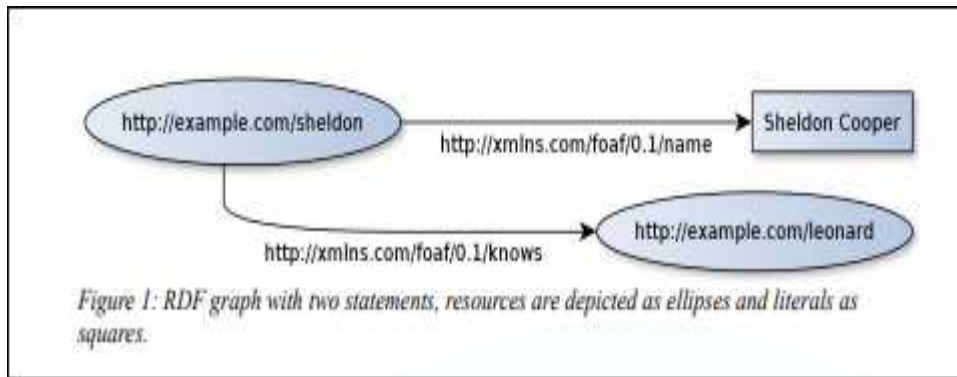 http://example.com/sheldon
Sheldon Cooper
http://xmlns.com/foaf/0.1/name
http://example.com/leonard
http://xmlns.com/foaf/0.1/knows
Figure 1: RDF graph with two statements, resources are depicted as ellipses and literals as
squares.